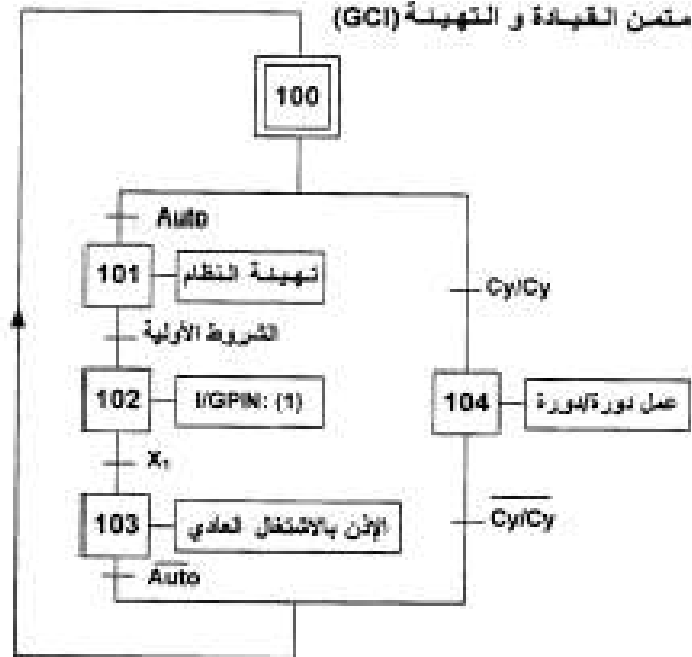 متمن القيادة و التهيئة (GCI)
100
Auto
101
تهيئة النظام
Cy/Cy
الشروط الأولية
102
I/GPIN: (1)
104
عمل دورة/دورة
X₁
103
الإذن بالاشتغال العادي
Cy/Cy
Auto